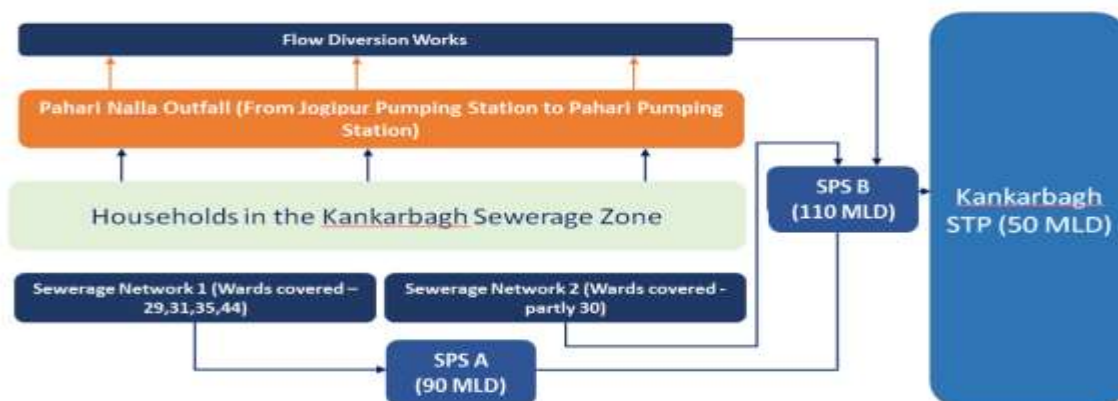 Flow Diversion Works
Pahari Nalla Outfall (From Jogipur Pumping Station to Pahari Pumping
Station)
Households in the Kankarbagh Sewerage Zone
SPS B
(110 MLD)
Kankarbagh
STP (50 MLD)
Sewerage Network 1 (Wards covered –
29,31,35,44)
Sewerage Network 2 (Wards covered -
partly 30)
SPS A
(90 MLD)